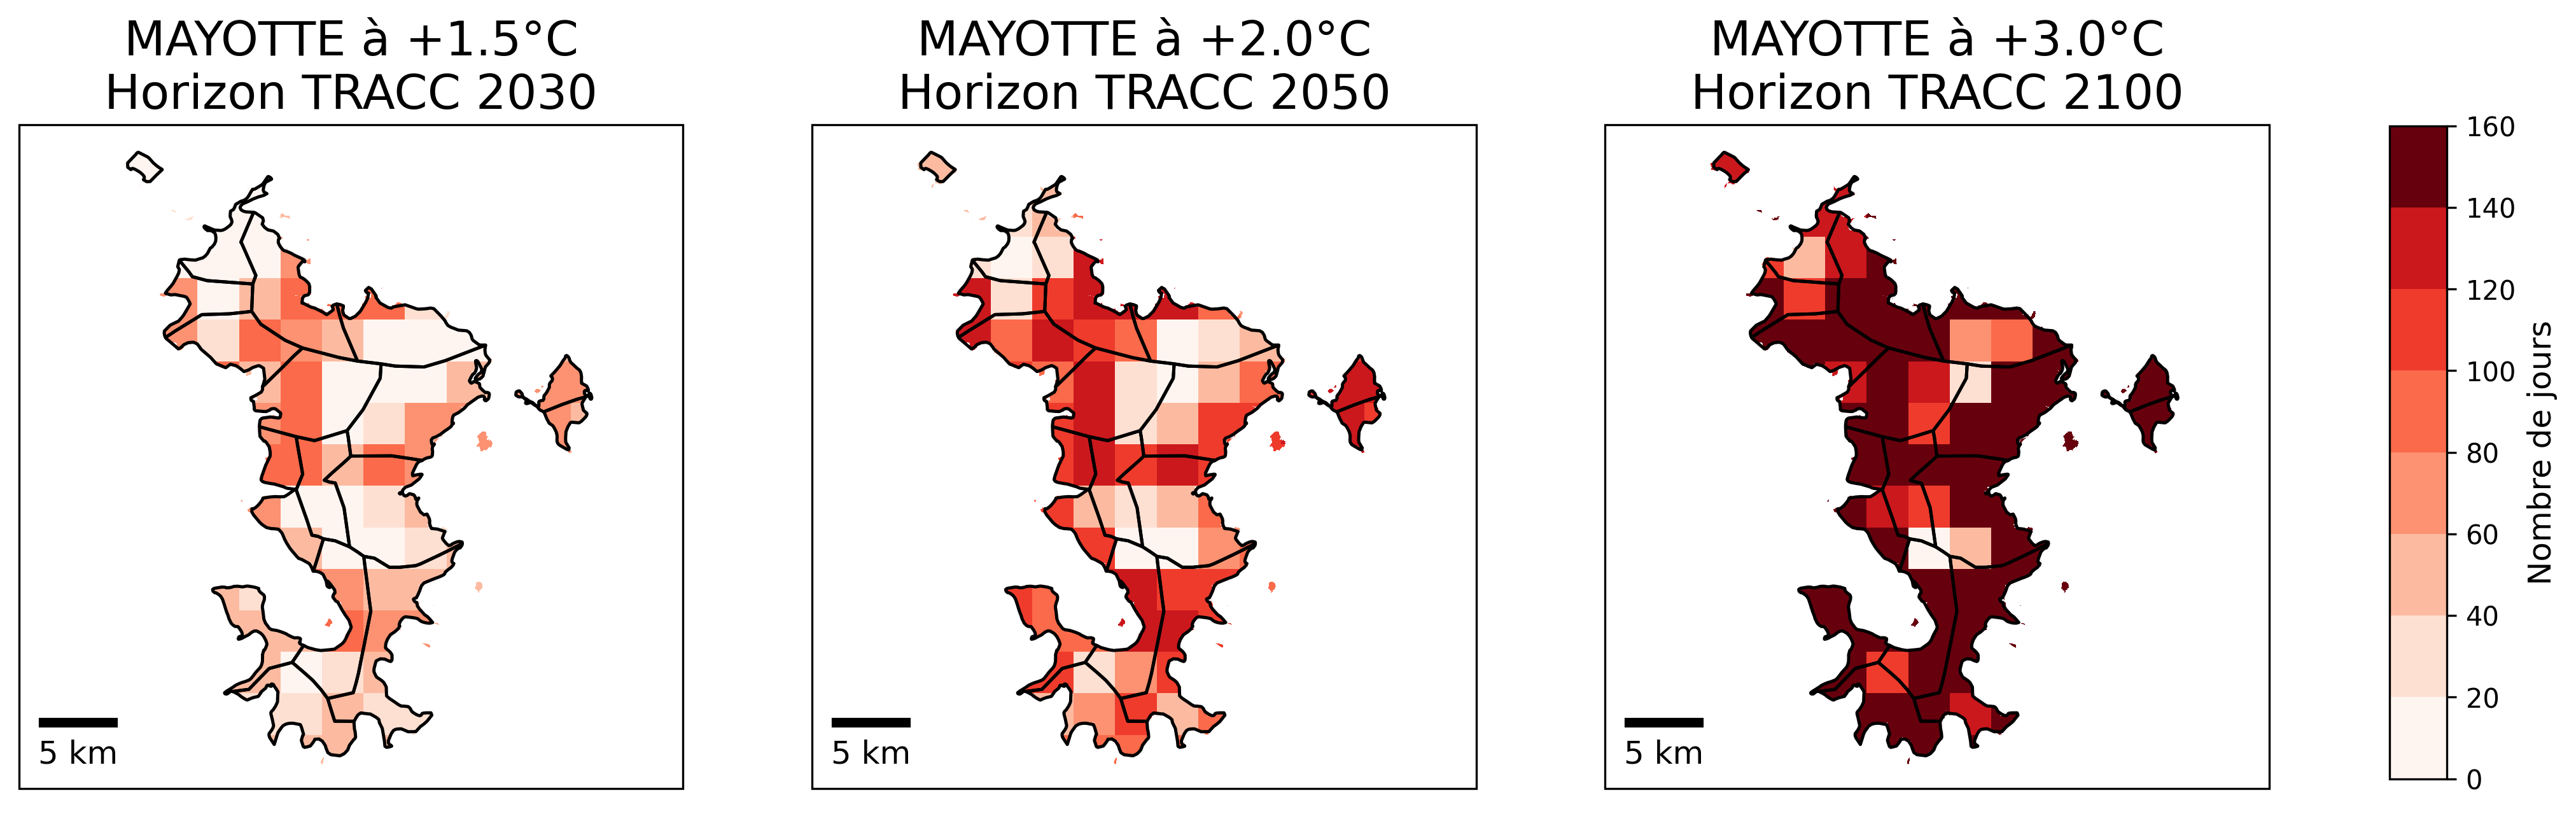 MAYOTTE à +1.5°C
Horizon TRACC 2030
MAYOTTE à +2.0°C
Horizon TRACC 2050
MAYOTTE à +3.0°C
Horizon TRACC 2100
5 km
5 km
5 km
160
140
120
100
80
60
40
20
0
Nombre de jours